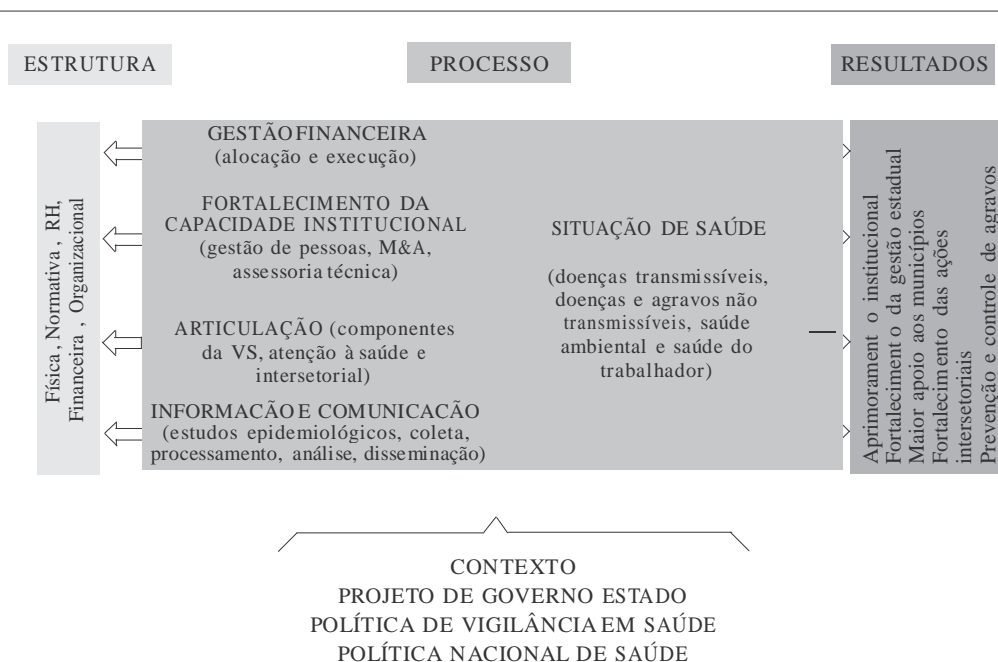 ESTRUTURA
PROCESSO
RESULTADOS
Física, Normativa, RH,
Financeira, Organizacional
GESTÃO FINANCEIRA
(alocação e execução)
FORTALECIMENTO DA
CAPACIDADE INSTITUCIONAL
(gestão de pessoas, M&A,
assessoria técnica)
ARTICULAÇÃO (componentes
da VS, atenção à saúde e
intersetorial)
INFORMAÇÃO E COMUNICAÇÃO
(estudos epidemiológicos, coleta,
processamento, análise, disseminação)
SITUAÇÃO DE SAÚDE
(doenças transmissíveis,
doenças e agravos não
transmissíveis, saúde
ambiental e saúde do
trabalhador)
Aprimoramento institucional
Fortalecimento da gestão estadual
Maior apoio aos municípios
Fortalecimento das ações
intersetoriais
Prevenção e controle de agravos
CONTEXTO
PROJETO DE GOVERNO ESTADO
POLÍTICA DE VIGILÂNCIA EM SAÚDE
POLÍTICA NACIONAL DE SAÚDE